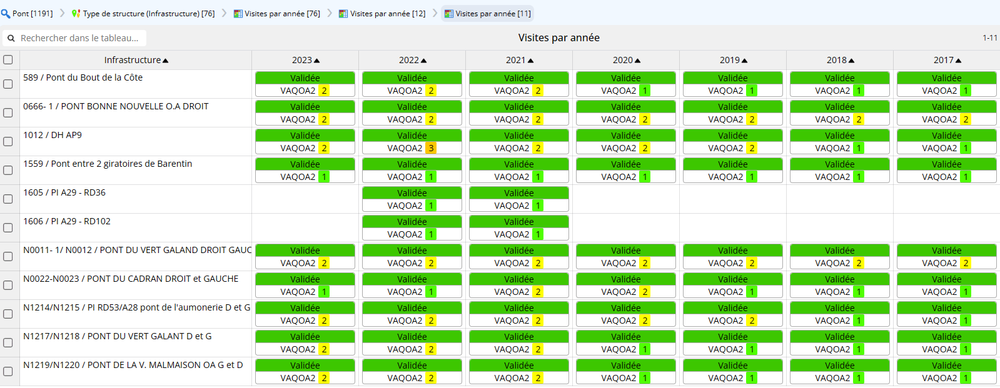 Pont [1191] Type de structure (Infrastructure) [76] Visites par année [76] Visites par année [12] Visites par année [11]
Rechercher dans le tableau... Visites par année 1-11
Infrastructure▲ 2023▲ 2022▲ 2021▲ 2020▲ 2019▲ 2018▲ 2017▲
589 / Pont du Bout de la Côte Validée Validée Validée Validée Validée Validée Validée
VAQOA2 2 VAQOA2 2 VAQOA2 2 VAQOA2 1 VAQOA2 1 VAQOA2 1 VAQOA2 1
0666- 1 / PONT BONNE NOUVELLE O.A DROIT Validée Validée Validée Validée Validée Validée Validée
VAQOA2 2 VAQOA2 2 VAQOA2 2 VAQOA2 2 VAQOA2 2 VAQOA2 2 VAQOA2 2
1012 / DH AP9 Validée Validée Validée Validée Validée Validée Validée
VAQOA2 2 VAQOA2 3 VAQOA2 2 VAQOA2 2 VAQOA2 2 VAQOA2 1 VAQOA2 1
1559 / Pont entre 2 giratoires de Barentin Validée Validée Validée Validée Validée Validée Validée
VAQOA2 1 VAQOA2 1 VAQOA2 1 VAQOA2 1 VAQOA2 1 VAQOA2 1 VAQOA2 1
1605 / PI A29 - RD36 Validée Validée
VAQOA2 1 VAQOA2 1
1606 / PI A29 - RD102 Validée Validée
VAQOA2 1 VAQOA2 1
N0011- 1/ N0012 / PONT DU VERT GALAND DROIT GAUC Validée Validée Validée Validée Validée Validée Validée
VAQOA2 2 VAQOA2 2 VAQOA2 2 VAQOA2 2 VAQOA2 2 VAQOA2 2 VAQOA2 2
N0022-N0023 / PONT DU CADRAN DROIT et GAUCHE Validée Validée Validée Validée Validée Validée Validée
VAQOA2 1 VAQOA2 1 VAQOA2 2 VAQOA2 2 VAQOA2 1 VAQOA2 1 VAQOA2 1
N1214/N1215 / PI RD53/A28 pont de l'aumonerie D et G Validée Validée Validée Validée Validée Validée Validée
VAQOA2 2 VAQOA2 2 VAQOA2 2 VAQOA2 2 VAQOA2 2 VAQOA2 1 VAQOA2 1
N1217/N1218 / PONT DU VERT GALANT D et G Validée Validée Validée Validée Validée Validée Validée
VAQOA2 2 VAQOA2 2 VAQOA2 2 VAQOA2 1 VAQOA2 1 VAQOA2 1 VAQOA2 1
N1219/N1220 / PONT DE LA V. MALMAISON OA G et D Validée Validée Validée Validée Validée Validée Validée
VAQOA2 2 VAQOA2 2 VAQOA2 2 VAQOA2 1 VAQOA2 1 VAQOA2 1 VAQOA2 1